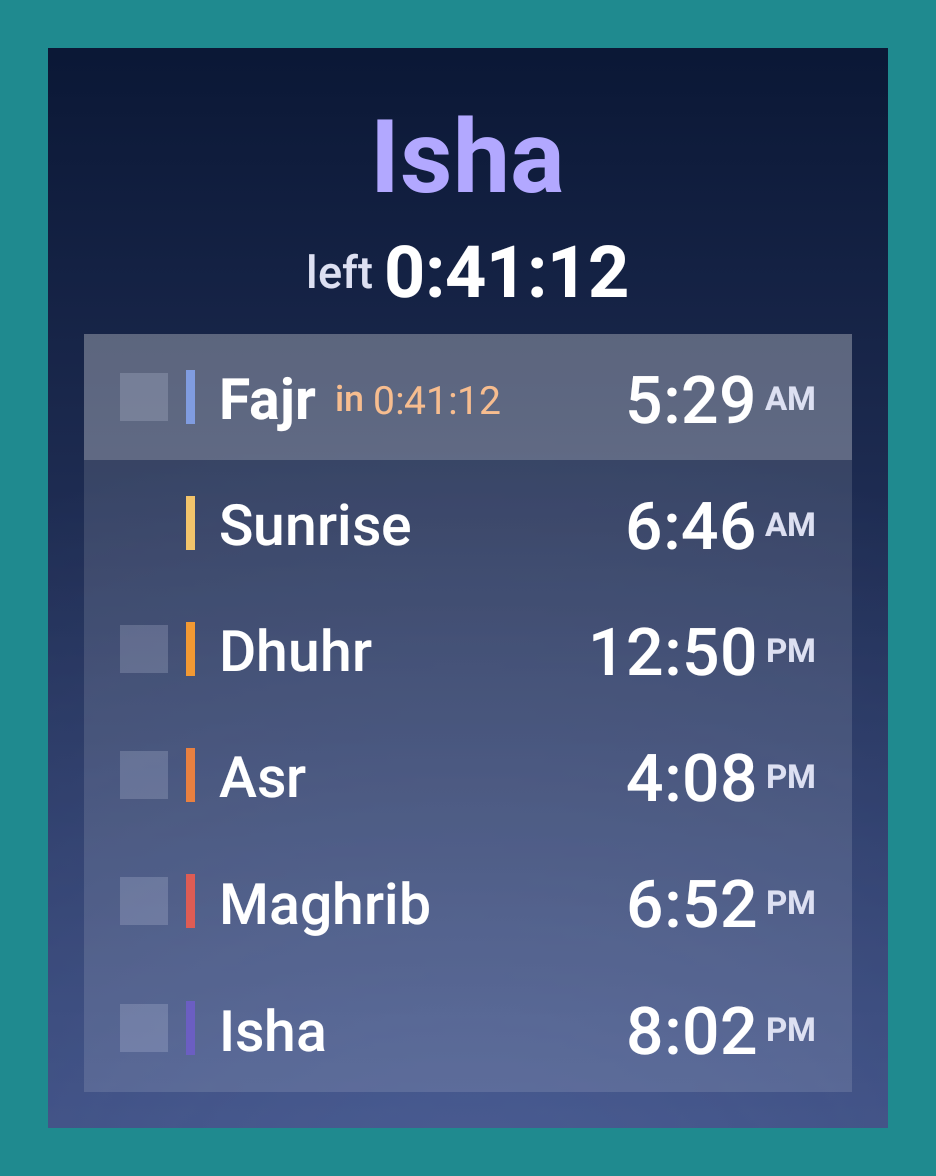 Isha
left 0:41:12
Fajr in 0:41:12 5:29 AM
Sunrise 6:46 AM
Dhuhr 12:50 PM
Asr 4:08 PM
Maghrib 6:52 PM
Isha 8:02 PM